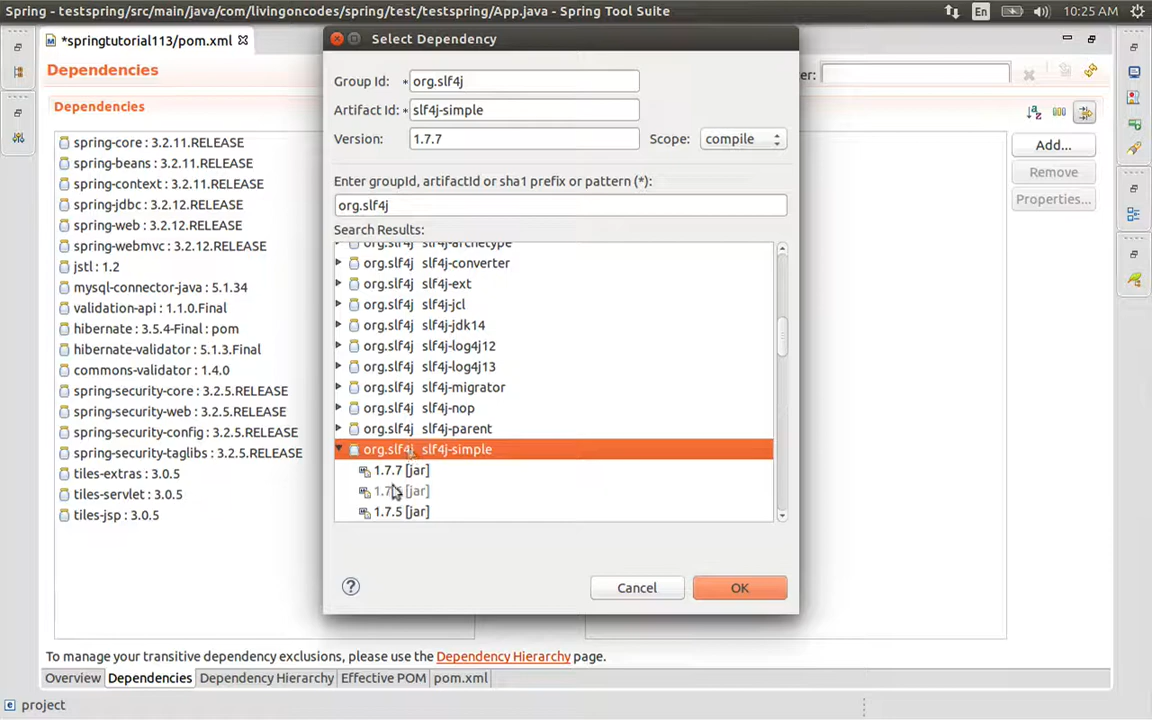 Spring - testspring/src/main/java/com/livingoncodes/spring/test/testspring/App.java - Spring Tool Suite
En
10:25 AM
*springtutorial113/pom.xml
Dependencies
Dependencies
spring-core : 3.2.11.RELEASE
spring-beans : 3.2.11.RELEASE
spring-context : 3.2.11.RELEASE
spring-jdbc : 3.2.12.RELEASE
spring-web : 3.2.12.RELEASE
spring-webmvc : 3.2.12.RELEASE
jstl : 1.2
mysql-connector-java : 5.1.34
validation-api : 1.1.0.Final
hibernate : 3.5.4-Final : pom
hibernate-validator : 5.1.3.Final
commons-validator : 1.4.0
spring-security-core : 3.2.5.RELEASE
spring-security-web : 3.2.5.RELEASE
spring-security-config : 3.2.5.RELEASE
spring-security-taglibs : 3.2.5.RELEASE
tiles-extras : 3.0.5
tiles-servlet : 3.0.5
tiles-jsp : 3.0.5
Select Dependency
Group Id: * org.slf4j
Artifact Id: * slf4j-simple
Version: 1.7.7 Scope: compile
Enter groupId, artifactId or sha1 prefix or pattern (*):
org.slf4j
Search Results:
org.slf4j slf4j-archetype
org.slf4j slf4j-converter
org.slf4j slf4j-ext
org.slf4j slf4j-jcl
org.slf4j slf4j-jdk14
org.slf4j slf4j-log4j12
org.slf4j slf4j-log4j13
org.slf4j slf4j-migrator
org.slf4j slf4j-nop
org.slf4j slf4j-parent
org.slf4j slf4j-simple
1.7.7 [jar]
[jar]
1.7.5 [jar]
Cancel
OK
er:
Add...
Remove
Properties...
To manage your transitive dependency exclusions, please use the Dependency Hierarchy page.
Overview Dependencies Dependency Hierarchy Effective POM pom.xml
project